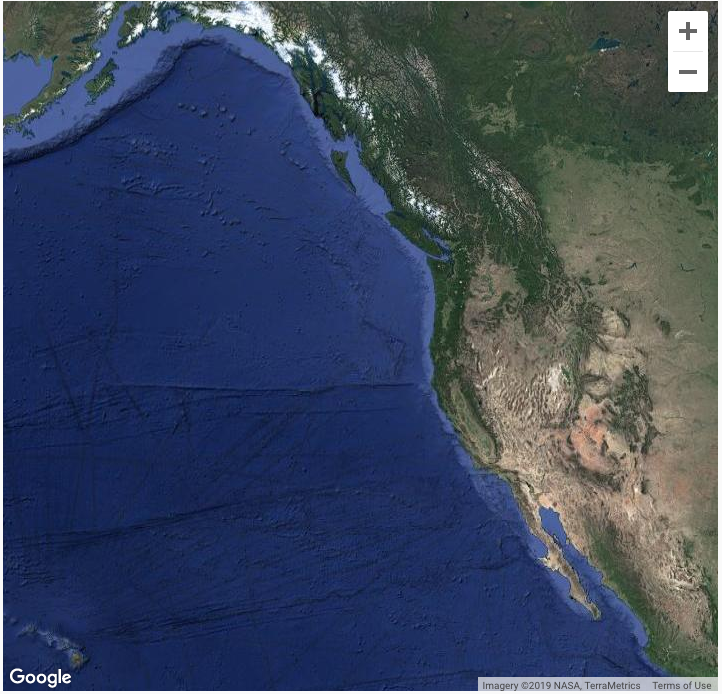 +
−
Google
Imagery ©2019 NASA, TerraMetrics Terms of Use